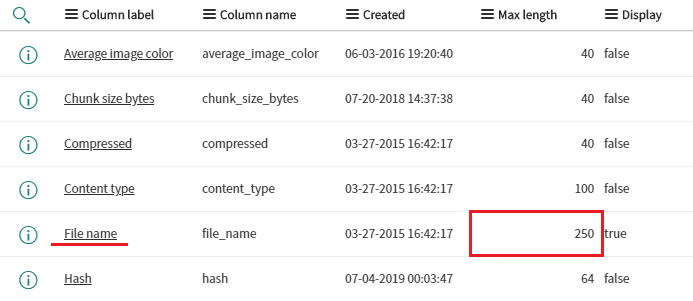 Column label Column name Created Max length Display
Average image color average_image_color 06-03-2016 19:20:40 40 false
Chunk size bytes chunk_size_bytes 07-20-2018 14:37:38 40 false
Compressed compressed 03-27-2015 16:42:17 40 false
Content type content_type 03-27-2015 16:42:17 100 false
File name file_name 03-27-2015 16:42:17 250 true
Hash hash 07-04-2019 00:03:47 64 false